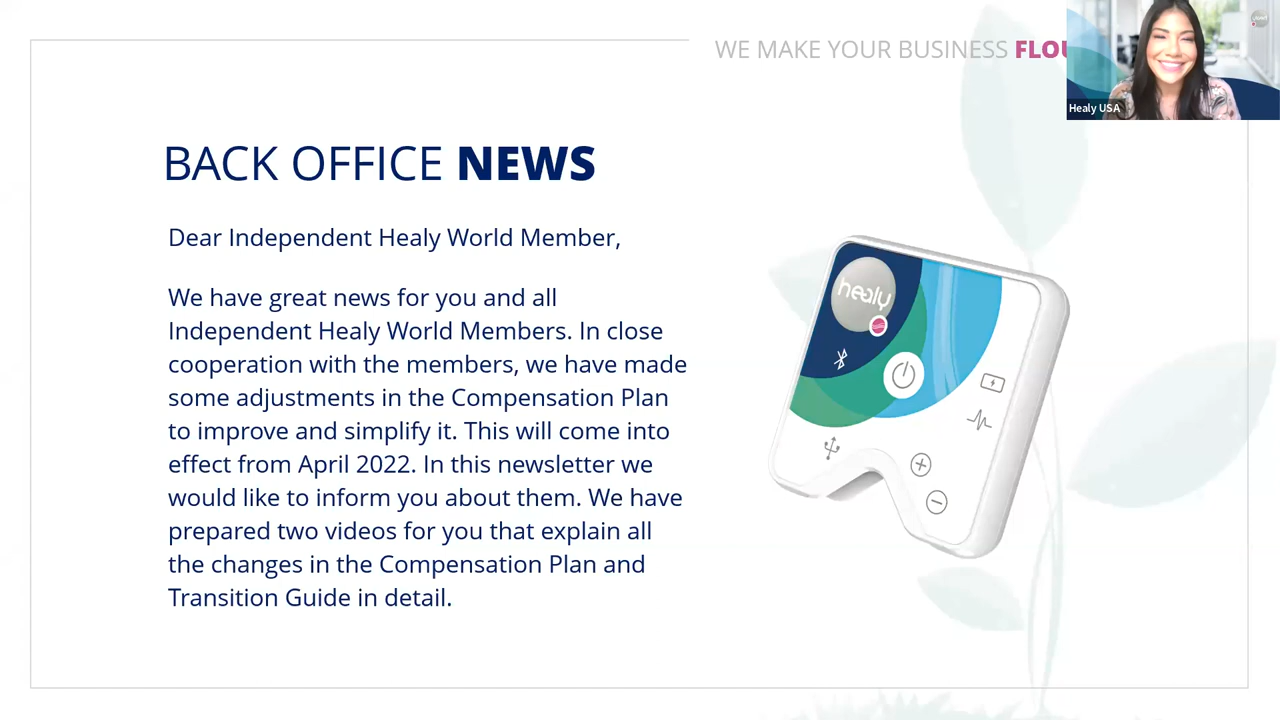 WE MAKE YOUR BUSINESS FLOU
Healy USA
BACK OFFICE NEWS
Dear Independent Healy World Member,
We have great news for you and all
Independent Healy World Members. In close
cooperation with the members, we have made
some adjustments in the Compensation Plan
to improve and simplify it. This will come into
effect from April 2022. In this newsletter we
would like to inform you about them. We have
prepared two videos for you that explain all
the changes in the Compensation Plan and
Transition Guide in detail.
healy